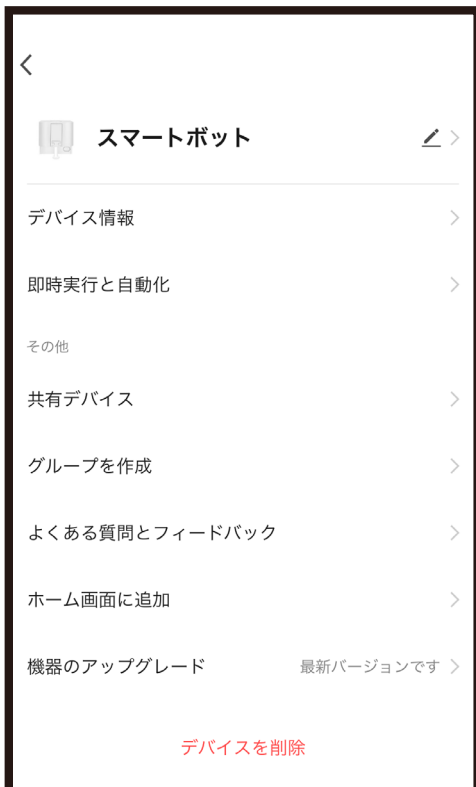 スマートボット
デバイス情報
即時実行と自動化
その他
共有デバイス
グループを作成
よくある質問とフィードバック
ホーム画面に追加
機器のアップグレード 最新バージョンです
デバイスを削除